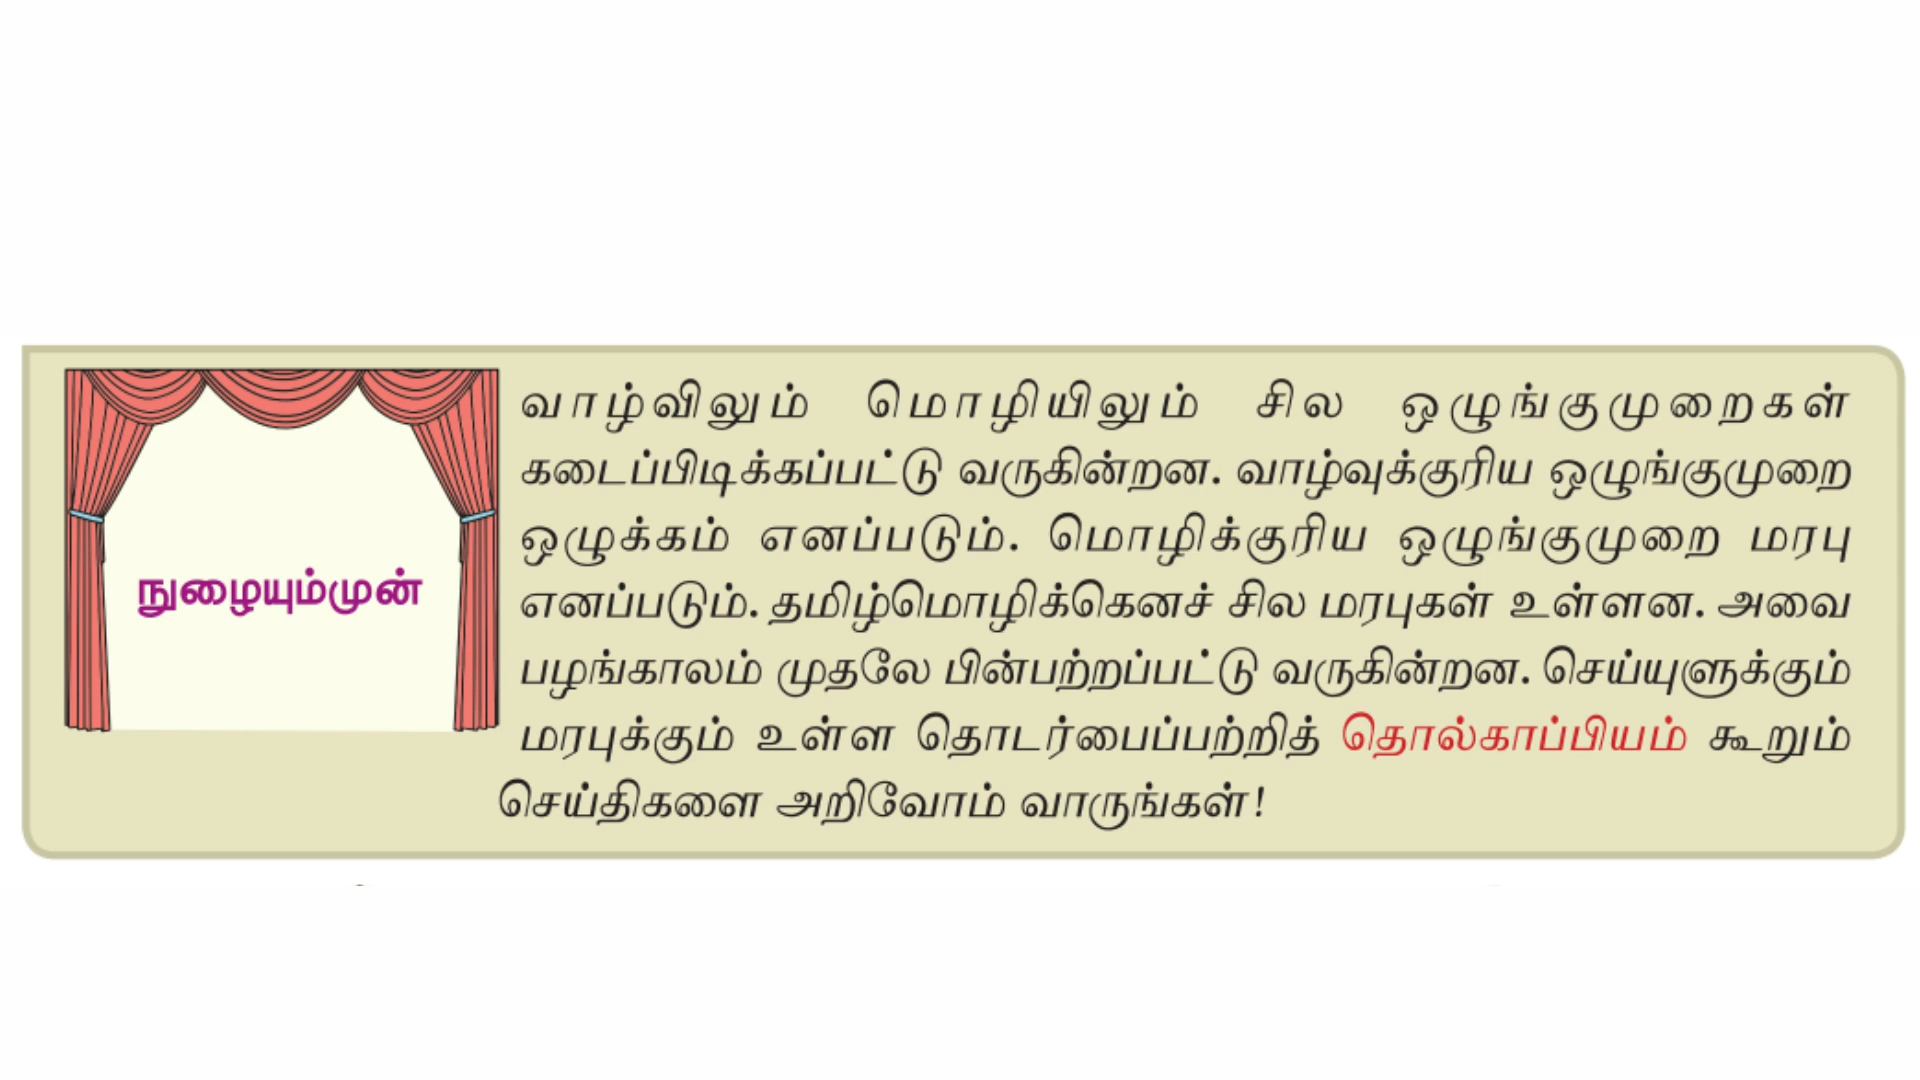 நுழையும்முன்
வாழ்விலும் மொழியிலும் சில ஒழுங்குமுறைகள்
கடைப்பிடிக்கப்பட்டு வருகின்றன. வாழ்வுக்குரிய ஒழுங்குமுறை
ஒழுக்கம் எனப்படும். மொழிக்குரிய ஒழுங்குமுறை மரபு
எனப்படும். தமிழ்மொழிக்கெனச் சில மரபுகள் உள்ளன. அவை
பழங்காலம் முதலே பின்பற்றப்பட்டு வருகின்றன. செய்யுளுக்கும்
மரபுக்கும் உள்ள தொடர்பைப்பற்றித் தொல்காப்பியம் கூறும்
செய்திகளை அறிவோம் வாருங்கள்!